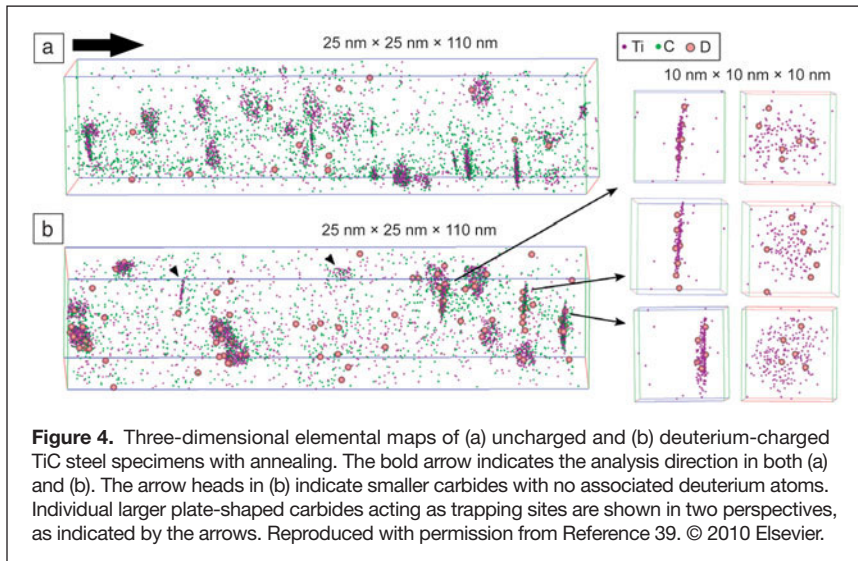 a
25 nm × 25 nm × 110 nm
Ti C D
10 nm × 10 nm × 10 nm
b
25 nm × 25 nm × 110 nm
Figure 4. Three-dimensional elemental maps of (a) uncharged and (b) deuterium-charged
TiC steel specimens with annealing. The bold arrow indicates the analysis direction in both (a)
and (b). The arrow heads in (b) indicate smaller carbides with no associated deuterium atoms.
Individual larger plate-shaped carbides acting as trapping sites are shown in two perspectives,
as indicated by the arrows. Reproduced with permission from Reference 39. © 2010 Elsevier.